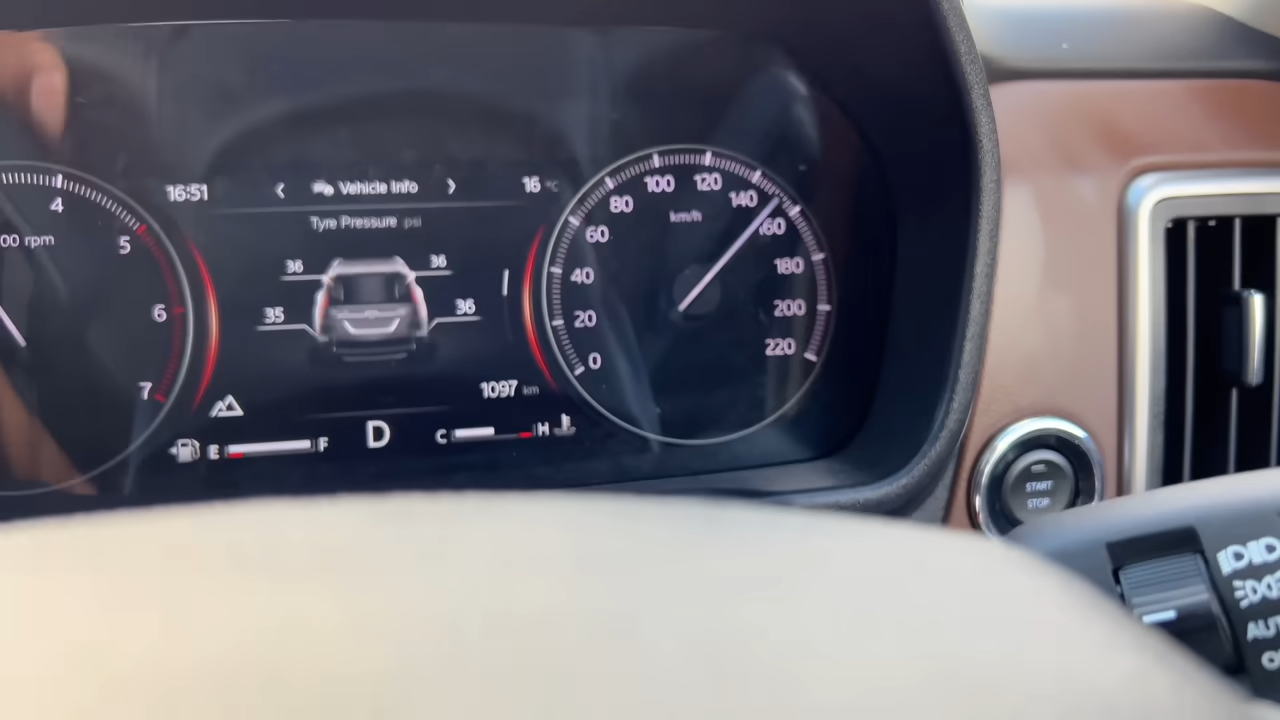 16:51
Vehicle Info
16 °C
Tyre Pressure psi
36
36
35
36
1097 km
E
F
D
C
H
4
5
6
7
00 rpm
0
20
40
60
80
100
120
140
160
180
200
220
km/h
START
STOP